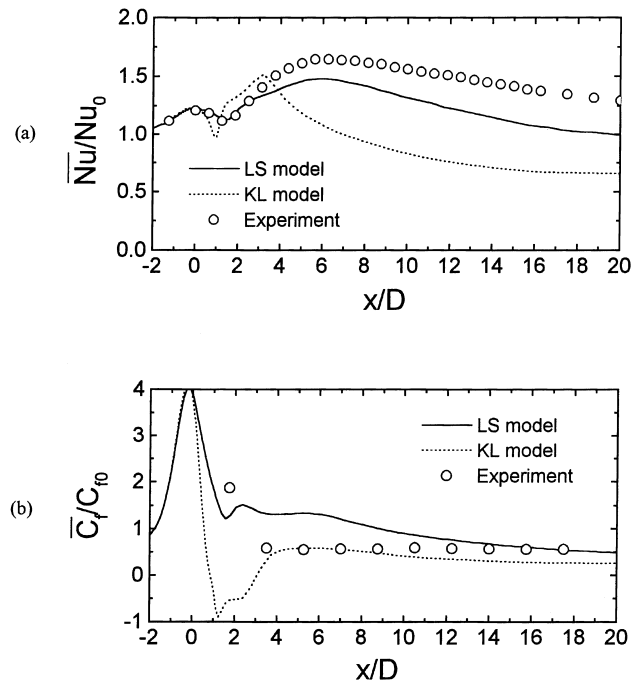 (a)
Nu/Nu0
2.0
1.5
1.0
0.5
0.0
LS model
KL model
Experiment
-2 0 2 4 6 8 10 12 14 16 18 20
x/D
(b)
Cf/Cf0
4
3
2
1
0
-1
LS model
KL model
Experiment
-2 0 2 4 6 8 10 12 14 16 18 20
x/D